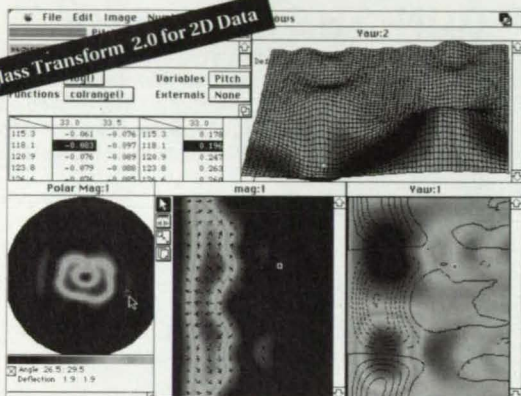 File Edit Image
Transform 2.0 for 2D Data
Yaw:2
Variables Pitch
Functions colrange() Externals None
33.0 33.5 33.0
115.3 -0.061 -0.076 115.3 0.178
118.1 -0.083 -0.097 118.1 0.196
120.9 -0.076 -0.089 120.9 0.247
123.8 -0.079 -0.088 123.8 0.263
Polar Mag:1 mag:1 Yaw:1
Angle 26.5 29.5
Deflection 1.9 1.9